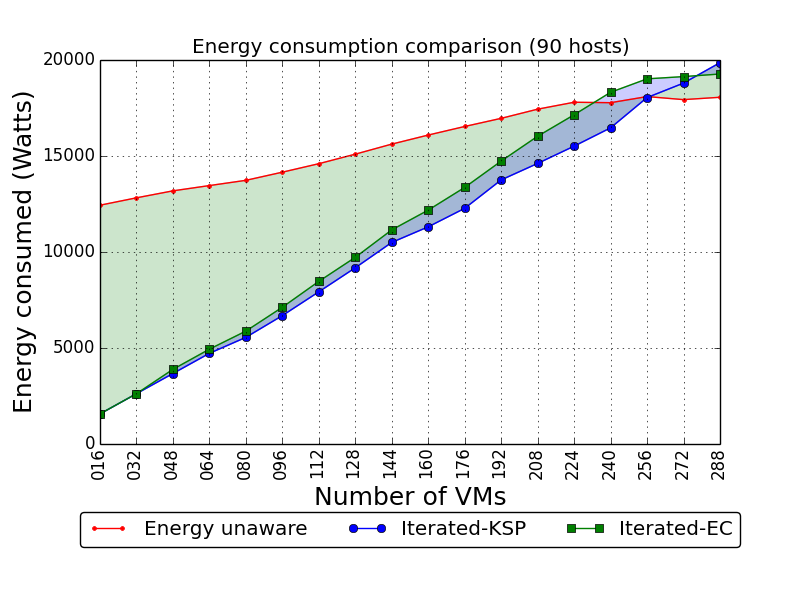 Energy consumption comparison (90 hosts)
Energy consumed (Watts)
20000
15000
10000
5000
0
016 032 048 064 080 096 112 128 144 160 176 192 208 224 240 256 272 288
Number of VMs
Energy unaware Iterated-KSP Iterated-EC